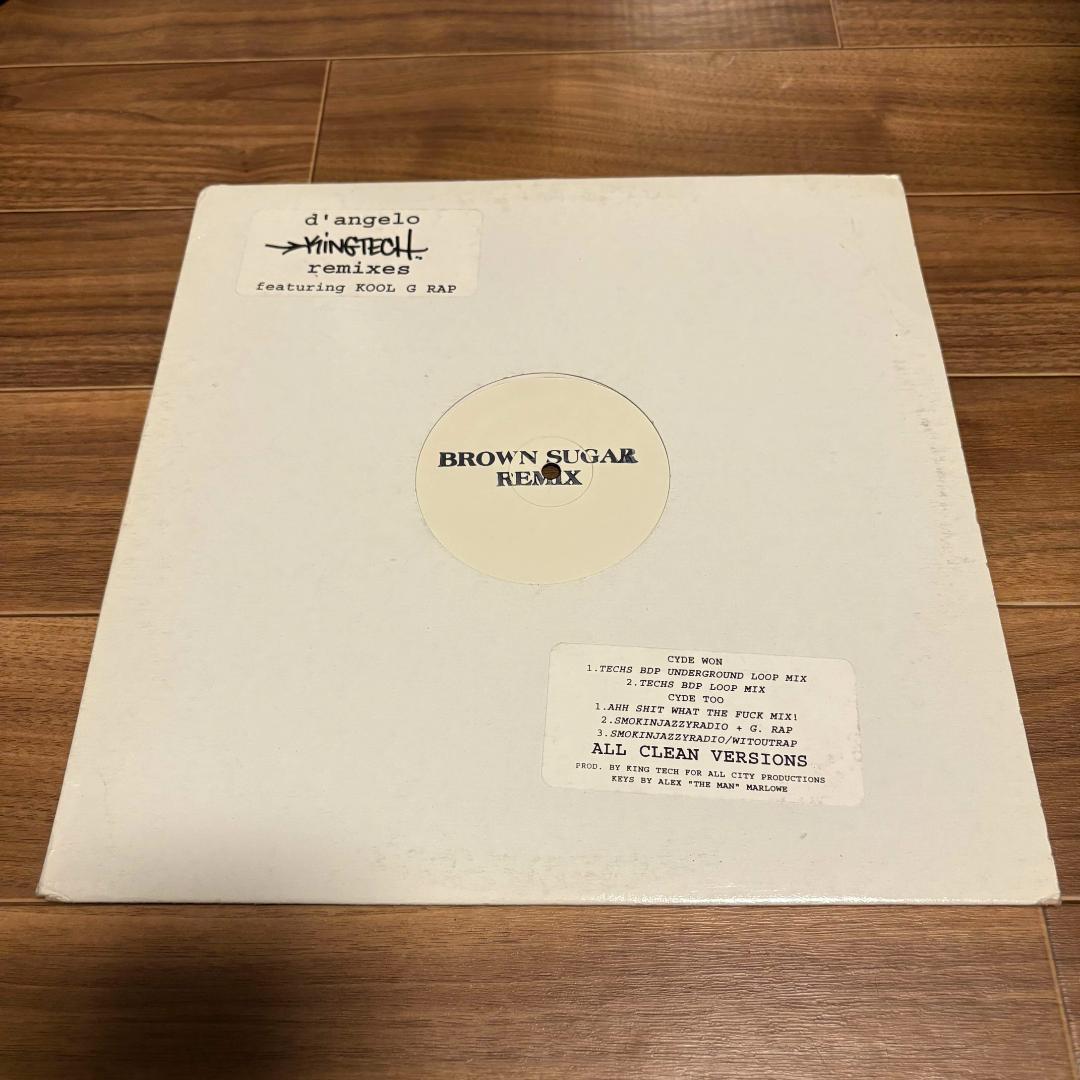 d'angelo
KiNGTECH
remixes
featuring KOOL G RAP
BROWN SUGAR
REMIX
CYDE WON
1.TECHS BDP UNDERGROUND LOOP MIX
2.TECHS BDP LOOP MIX
CYDE TOO
1.AHH SHIT WHAT THE FUCK MIX!
2.SMOKINJAZZYRADIO + G. RAP
3.SMOKINJAZZYRADIO/WITOUTRAP
ALL CLEAN VERSIONS
PROD. BY KING TECH FOR ALL CITY PRODUCTIONS
KEYS BY ALEX "THE MAN" MARLOWE